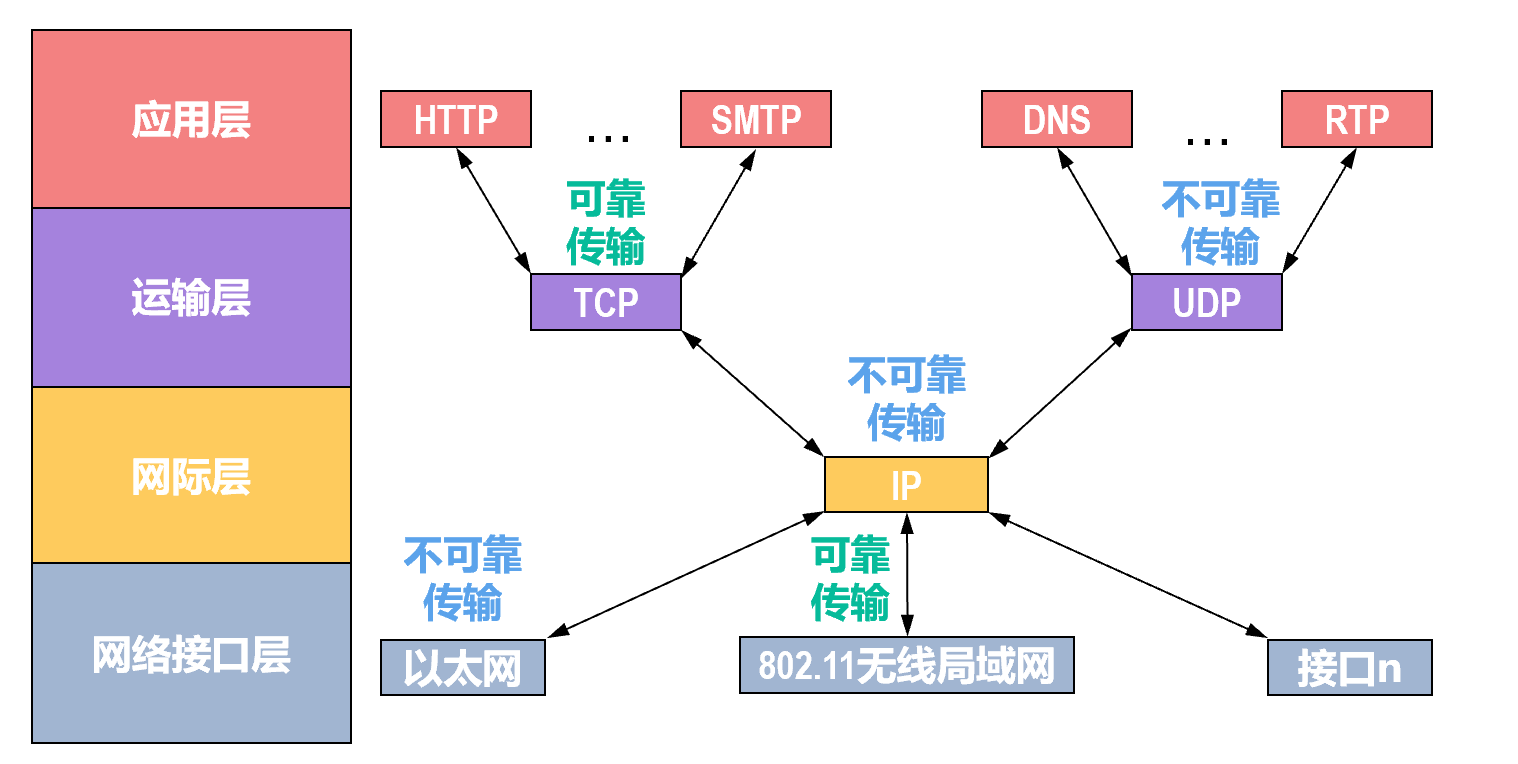 应用层
HTTP
...
SMTP
DNS
...
RTP
可靠
传输
不可靠
传输
运输层
TCP
UDP
不可靠
传输
网际层
IP
不可靠
传输
可靠
传输
网络接口层
以太网
802.11无线局域网
接口n